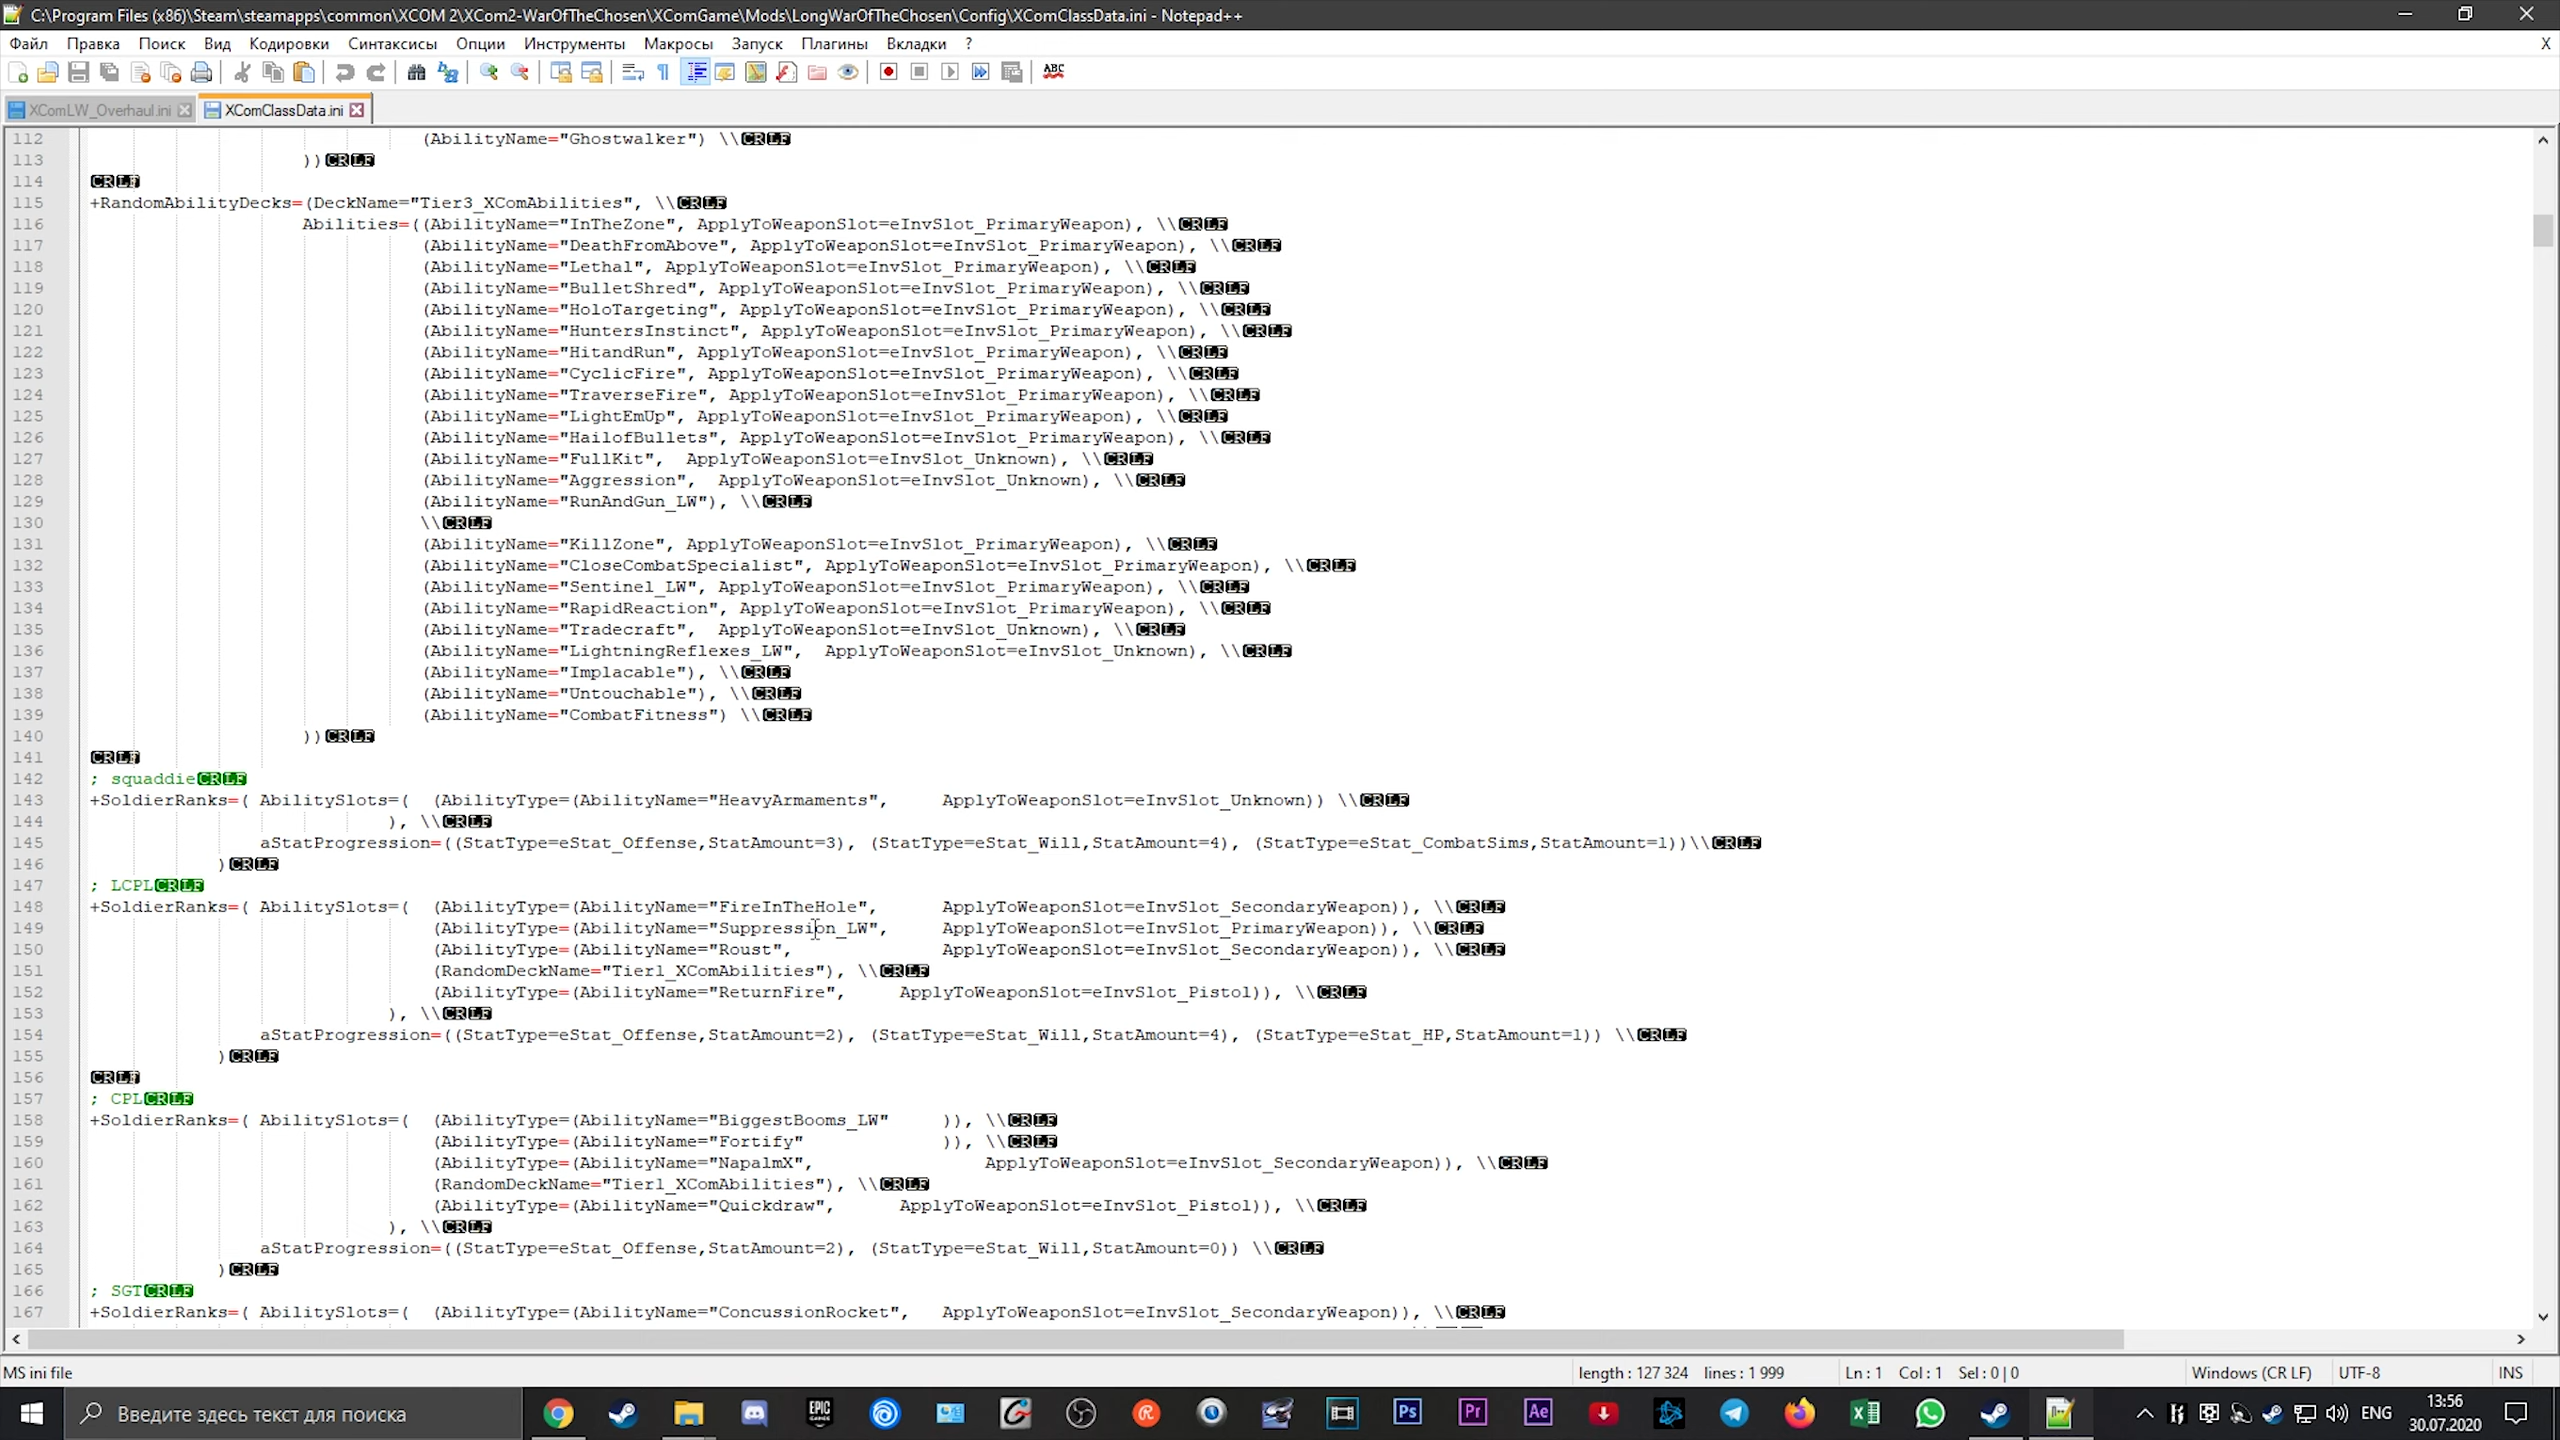 C:\Program Files (x86)\Steam\steamapps\common\XCOM 2\XCom2-WarOfTheChosen\XComGame\Mods\LongWarOfTheChosen\Config\XComClassData.ini - Notepad++
Файл Правка Поиск Вид Кодировки Синтаксисы Опции Инструменты Макросы Запуск Плагины Вкладки ? X
XComLW_Overhaul.ini XComClassData.ini
112 (AbilityName="Ghostwalker") \\CRLF
113 ))CRLF
114 CRLF
115 +RandomAbilityDecks=(DeckName="Tier3_XComAbilities", \\CRLF
116 Abilities=((AbilityName="InTheZone", ApplyToWeaponSlot=eInvSlot_PrimaryWeapon), \\CRLF
117 (AbilityName="DeathFromAbove", ApplyToWeaponSlot=eInvSlot_PrimaryWeapon), \\CRLF
118 (AbilityName="Lethal", ApplyToWeaponSlot=eInvSlot_PrimaryWeapon), \\CRLF
119 (AbilityName="BulletShred", ApplyToWeaponSlot=eInvSlot_PrimaryWeapon), \\CRLF
120 (AbilityName="HoloTargeting", ApplyToWeaponSlot=eInvSlot_PrimaryWeapon), \\CRLF
121 (AbilityName="HuntersInstinct", ApplyToWeaponSlot=eInvSlot_PrimaryWeapon), \\CRLF
122 (AbilityName="HitandRun", ApplyToWeaponSlot=eInvSlot_PrimaryWeapon), \\CRLF
123 (AbilityName="CyclicFire", ApplyToWeaponSlot=eInvSlot_PrimaryWeapon), \\CRLF
124 (AbilityName="TraverseFire", ApplyToWeaponSlot=eInvSlot_PrimaryWeapon), \\CRLF
125 (AbilityName="LightEmUp", ApplyToWeaponSlot=eInvSlot_PrimaryWeapon), \\CRLF
126 (AbilityName="HailofBullets", ApplyToWeaponSlot=eInvSlot_PrimaryWeapon), \\CRLF
127 (AbilityName="FullKit", ApplyToWeaponSlot=eInvSlot_Unknown), \\CRLF
128 (AbilityName="Aggression", ApplyToWeaponSlot=eInvSlot_Unknown), \\CRLF
129 (AbilityName="RunAndGun_LW"), \\CRLF
130 \\CRLF
131 (AbilityName="KillZone", ApplyToWeaponSlot=eInvSlot_PrimaryWeapon), \\CRLF
132 (AbilityName="CloseCombatSpecialist", ApplyToWeaponSlot=eInvSlot_PrimaryWeapon), \\CRLF
133 (AbilityName="Sentinel_LW", ApplyToWeaponSlot=eInvSlot_PrimaryWeapon), \\CRLF
134 (AbilityName="RapidReaction", ApplyToWeaponSlot=eInvSlot_PrimaryWeapon), \\CRLF
135 (AbilityName="Tradecraft", ApplyToWeaponSlot=eInvSlot_Unknown), \\CRLF
136 (AbilityName="LightningReflexes_LW", ApplyToWeaponSlot=eInvSlot_Unknown), \\CRLF
137 (AbilityName="Implacable"), \\CRLF
138 (AbilityName="Untouchable"), \\CRLF
139 (AbilityName="CombatFitness") \\CRLF
140 ))CRLF
141 CRLF
142 ; squaddieCRLF
143 +SoldierRanks=( AbilitySlots=( (AbilityType=(AbilityName="HeavyArmaments", ApplyToWeaponSlot=eInvSlot_Unknown)) \\CRLF
144 ), \\CRLF
145 aStatProgression=((StatType=eStat_Offense,StatAmount=3), (StatType=eStat_Will,StatAmount=4), (StatType=eStat_CombatSims,StatAmount=1))\\CRLF
146 )CRLF
147 ; LCPLCRLF
148 +SoldierRanks=( AbilitySlots=( (AbilityType=(AbilityName="FireInTheHole", ApplyToWeaponSlot=eInvSlot_SecondaryWeapon)), \\CRLF
149 (AbilityType=(AbilityName="Suppression_LW", ApplyToWeaponSlot=eInvSlot_PrimaryWeapon)), \\CRLF
150 (AbilityType=(AbilityName="Roust", ApplyToWeaponSlot=eInvSlot_SecondaryWeapon)), \\CRLF
151 (RandomDeckName="Tier1_XComAbilities"), \\CRLF
152 (AbilityType=(AbilityName="ReturnFire", ApplyToWeaponSlot=eInvSlot_Pistol)), \\CRLF
153 ), \\CRLF
154 aStatProgression=((StatType=eStat_Offense,StatAmount=2), (StatType=eStat_Will,StatAmount=4), (StatType=eStat_HP,StatAmount=1)) \\CRLF
155 )CRLF
156 CRLF
157 ; CPLCRLF
158 +SoldierRanks=( AbilitySlots=( (AbilityType=(AbilityName="BiggestBooms_LW" )), \\CRLF
159 (AbilityType=(AbilityName="Fortify" )), \\CRLF
160 (AbilityType=(AbilityName="NapalmX", ApplyToWeaponSlot=eInvSlot_SecondaryWeapon)), \\CRLF
161 (RandomDeckName="Tier1_XComAbilities"), \\CRLF
162 (AbilityType=(AbilityName="Quickdraw", ApplyToWeaponSlot=eInvSlot_Pistol)), \\CRLF
163 ), \\CRLF
164 aStatProgression=((StatType=eStat_Offense,StatAmount=2), (StatType=eStat_Will,StatAmount=0)) \\CRLF
165 )CRLF
166 ; SGTCRLF
167 +SoldierRanks=( AbilitySlots=( (AbilityType=(AbilityName="ConcussionRocket", ApplyToWeaponSlot=eInvSlot_SecondaryWeapon)), \\CRLF
MS ini file length : 127 324 lines : 1 999 Ln : 1 Col : 1 Sel : 0 | 0 Windows (CR LF) UTF-8 INS
Введите здесь текст для поиска EPIC GAMES Ps Pr Ae ENG 13:56
30.07.2020